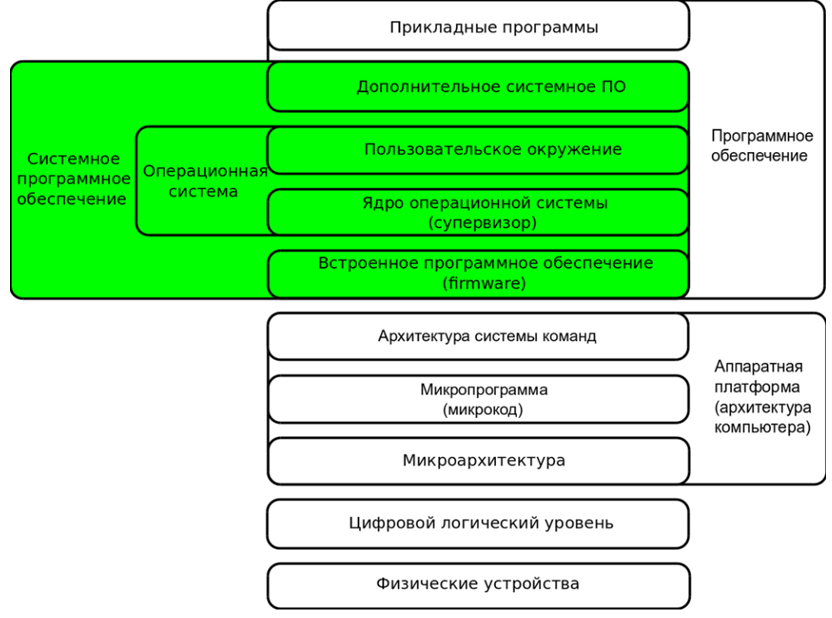 Прикладные программы
Дополнительное системное ПО
Пользовательское окружение
Ядро операционной системы
(супервизор)
Встроенное программное обеспечение
(firmware)
Системное
программное
обеспечение
Операционная
система
Программное
обеспечение
Архитектура системы команд
Микропрограмма
(микрокод)
Микроархитектура
Аппаратная
платформа
(архитектура
компьютера)
Цифровой логический уровень
Физические устройства